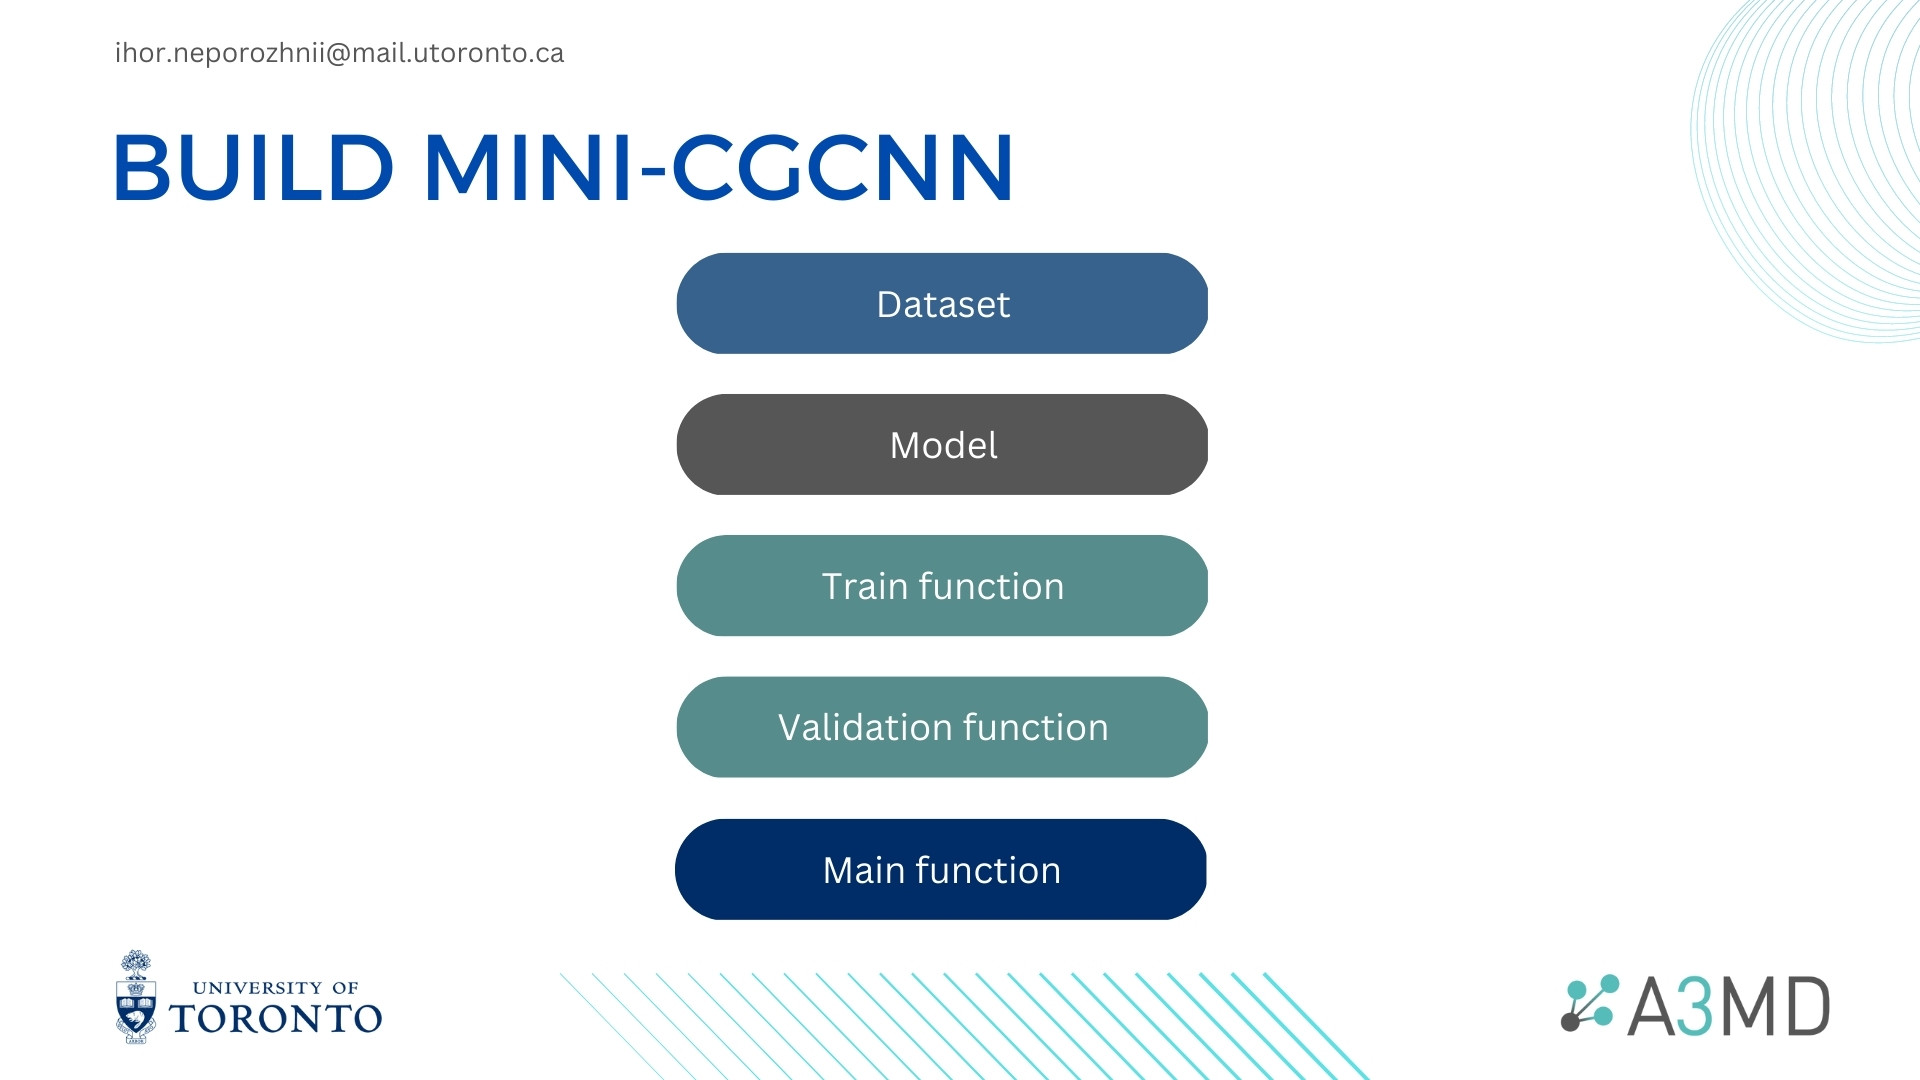 ihor.neporozhnii@mail.utoronto.ca
BUILD MINI-CGCNN
Dataset
Model
Train function
Validation function
Main function
UNIVERSITY OF
TORONTO
A3MD